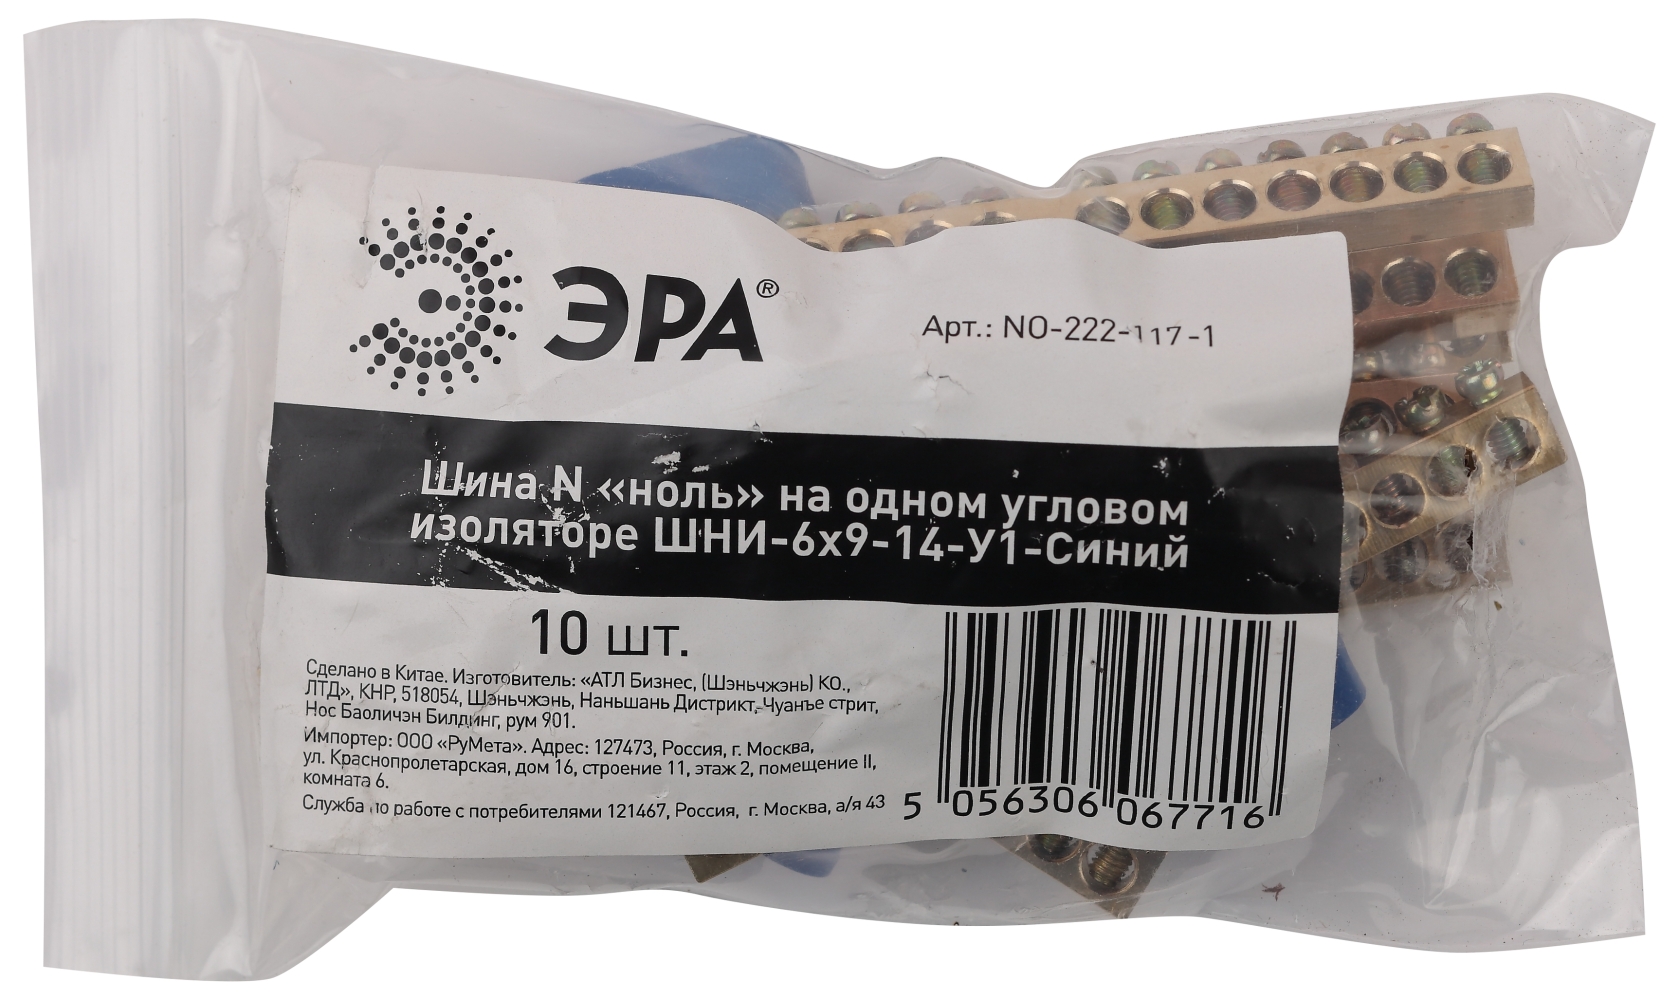 ЭРА®
Арт.: NO-222-117-1
Шина N «ноль» на одном угловом
изоляторе ШНИ-6х9-14-У1-Синий
10 шт.
Сделано в Китае. Изготовитель: «АТЛ Бизнес, (Шэньчжэнь) КО.,
ЛТД», КНР, 518054, Шэньчжэнь, Наньшань Дистрикт, Чуанье стрит,
Нос Баоличэн Билдинг, рум 901.
Импортер: ООО «РуМета». Адрес: 127473, Россия, г. Москва,
ул. Краснопролетарская, дом 16, строение 11, этаж 2, помещение II,
комната 6.
Служба по работе с потребителями 121467, Россия, г. Москва, а/я 43
5 056306 067716